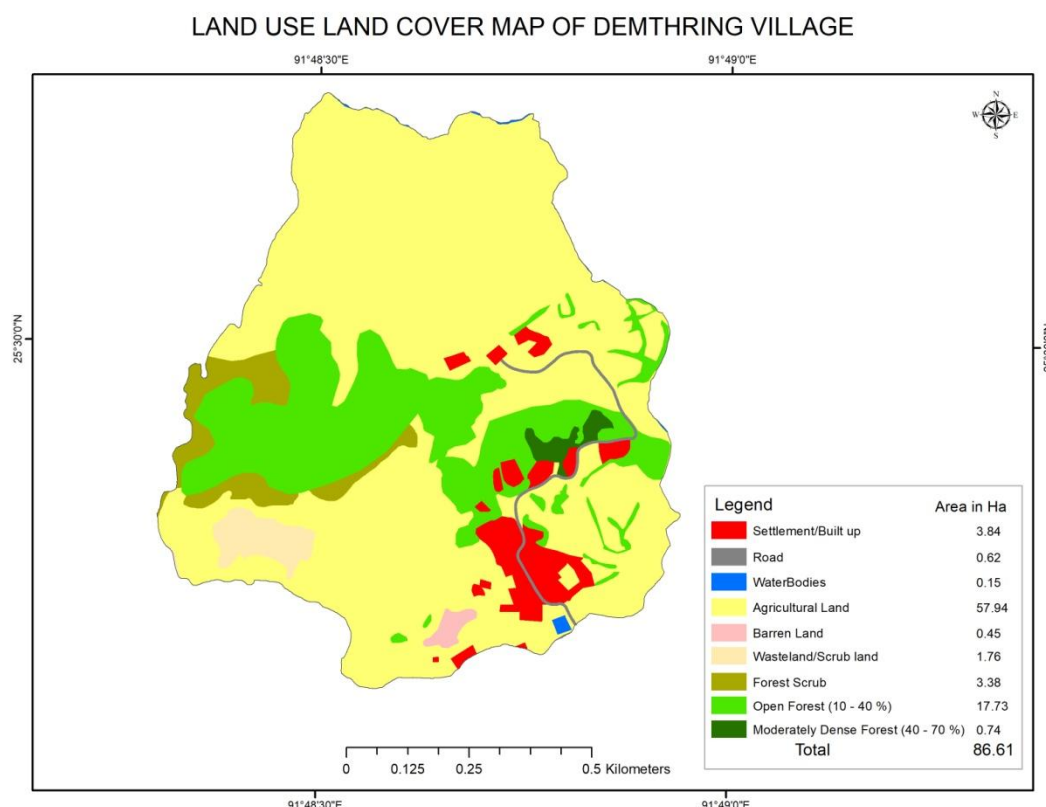 LAND USE LAND COVER MAP OF DEMTHRING VILLAGE
91°48'30"E 91°49'0"E
N
W E
S
25°30'0"N
Legend Area in Ha
Settlement/Built up 3.84
Road 0.62
WaterBodies 0.15
Agricultural Land 57.94
Barren Land 0.45
Wasteland/Scrub land 1.76
Forest Scrub 3.38
Open Forest (10 - 40 %) 17.73
Moderately Dense Forest (40 - 70 %) 0.74
Total 86.61
0 0.125 0.25 0.5 Kilometers
91°48'30"E 91°49'0"E